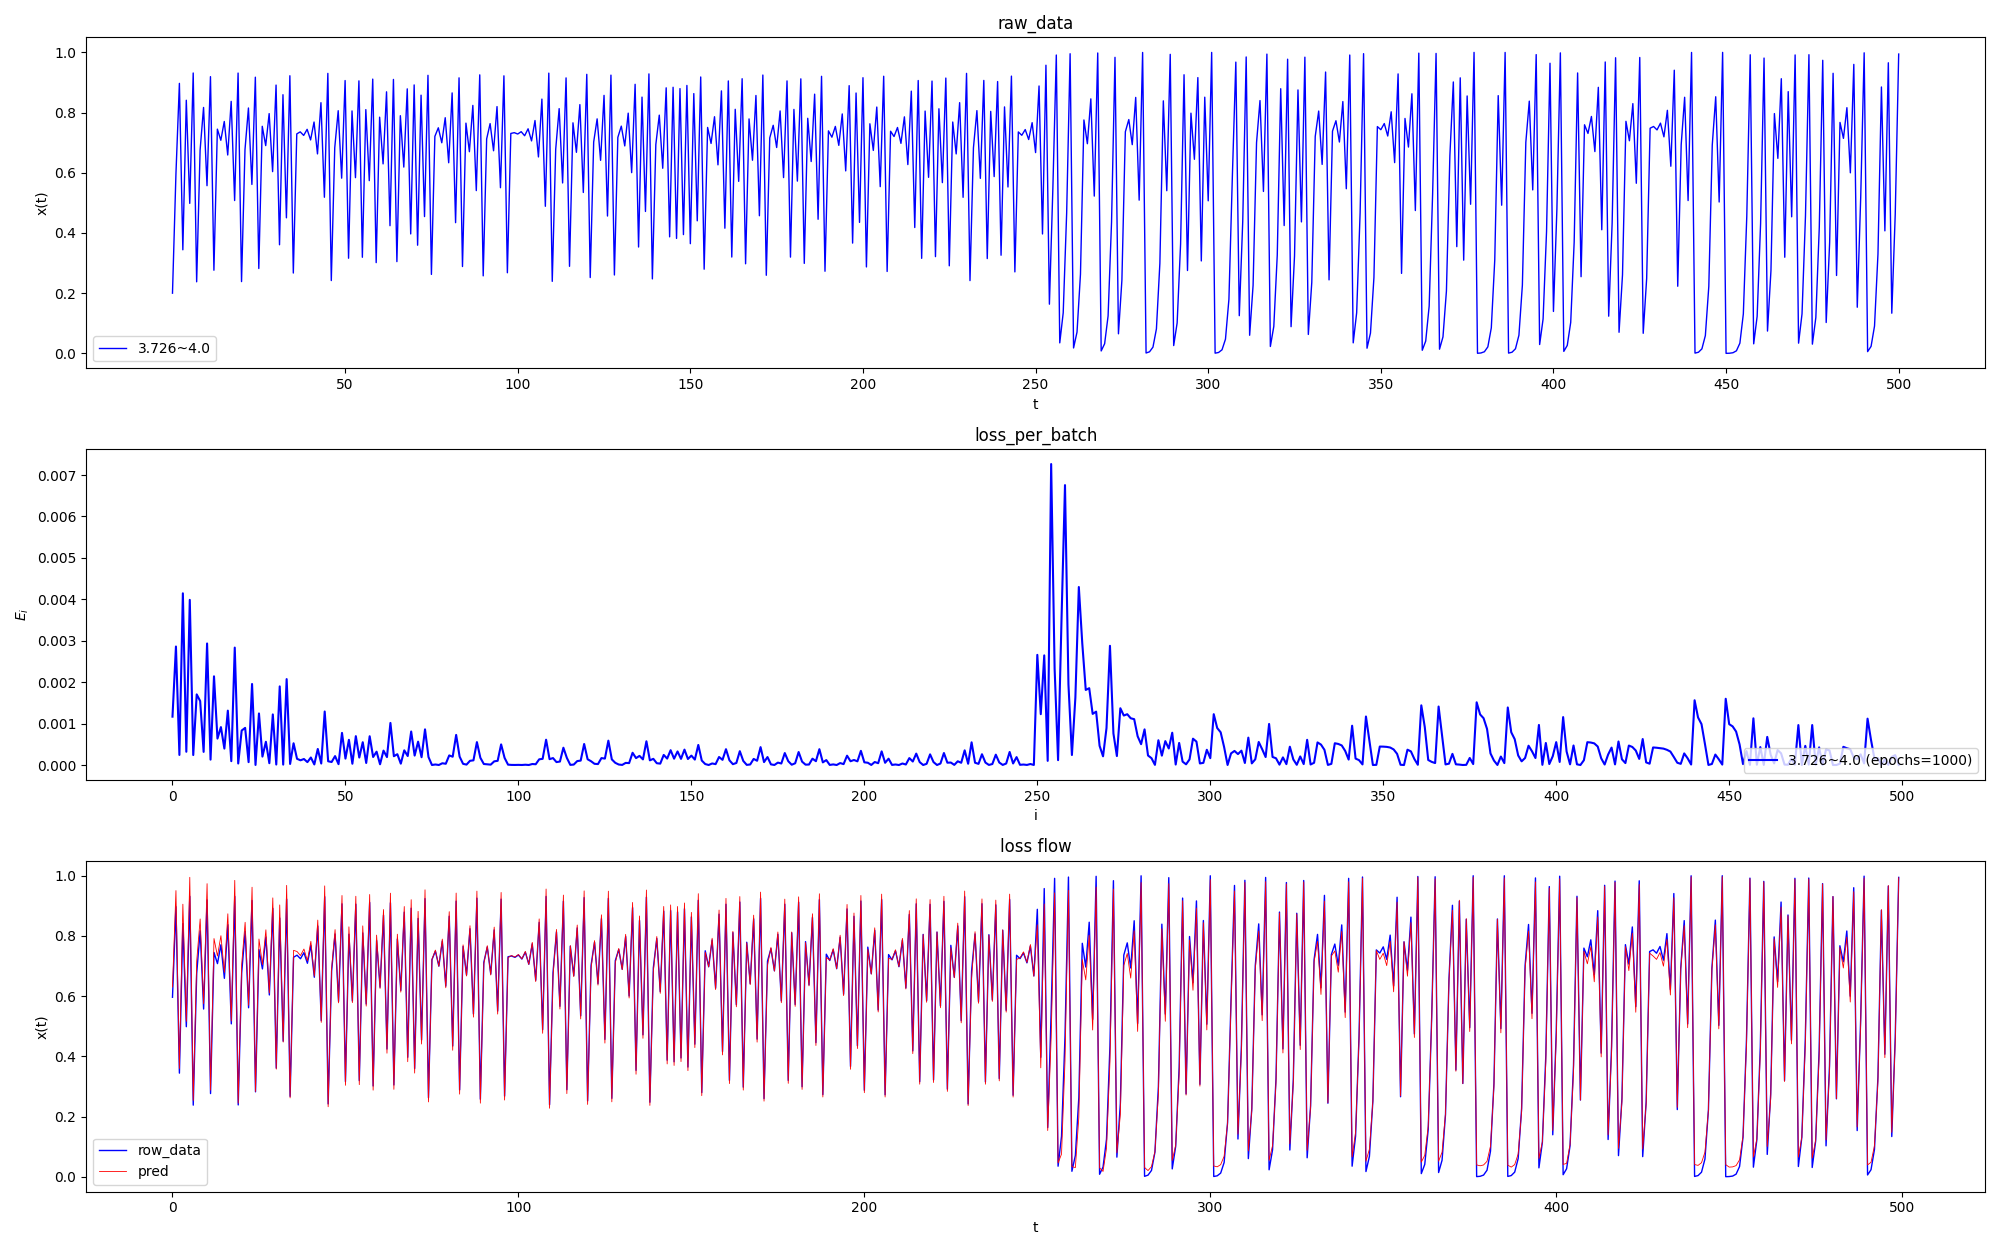 raw_data
1.0
0.8
0.6
0.4
0.2
0.0
x(t)
3.726~4.0
50 100 150 200 250 300 350 400 450 500
t
loss_per_batch
0.007
0.006
0.005
0.004
0.003
0.002
0.001
0.000
E_i
3.726~4.0 (epochs=1000)
0 50 100 150 200 250 300 350 400 450 500
i
loss flow
1.0
0.8
0.6
0.4
0.2
0.0
x(t)
row_data
pred
0 100 200 300 400 500
t